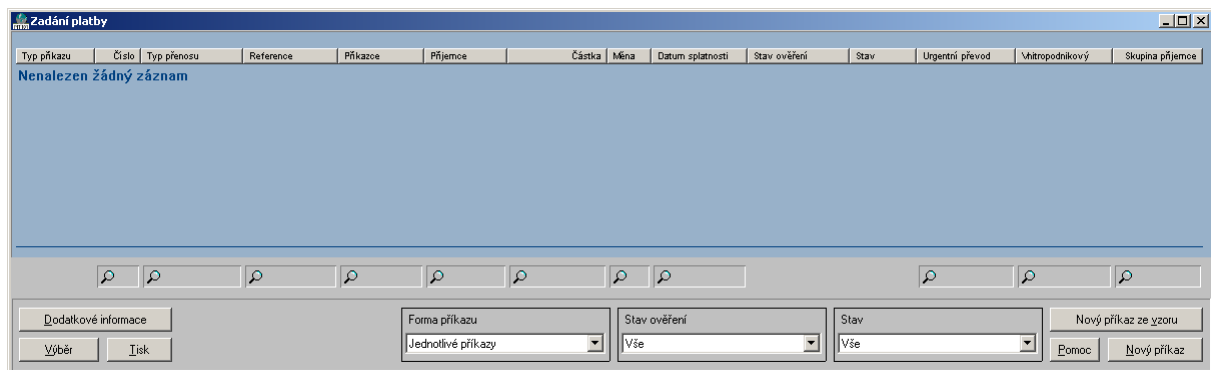 Zadání platby
Typ příkazu Číslo Typ přenosu Reference Příkazce Příjemce Částka Měna Datum splatnosti Stav ověření Stav Urgentní převod Vnitropodnikový Skupina příjemce
Nenalezen žádný záznam
Dodatkové informace
Výběr Tisk
Forma příkazu
Jednotlivé příkazy
Stav ověření
Vše
Stav
Vše
Nový příkaz ze vzoru
Pomoc Nový příkaz